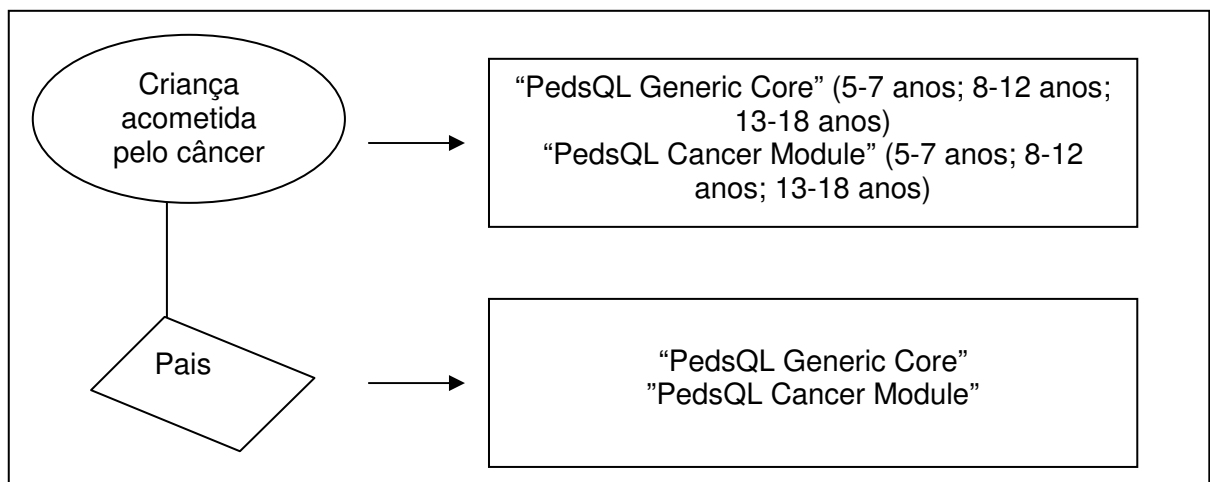 Criança
acometida
pelo câncer
“PedsQL Generic Core” (5-7 anos; 8-12 anos;
13-18 anos)
“PedsQL Cancer Module” (5-7 anos; 8-12
anos; 13-18 anos)
Pais
“PedsQL Generic Core”
”PedsQL Cancer Module”